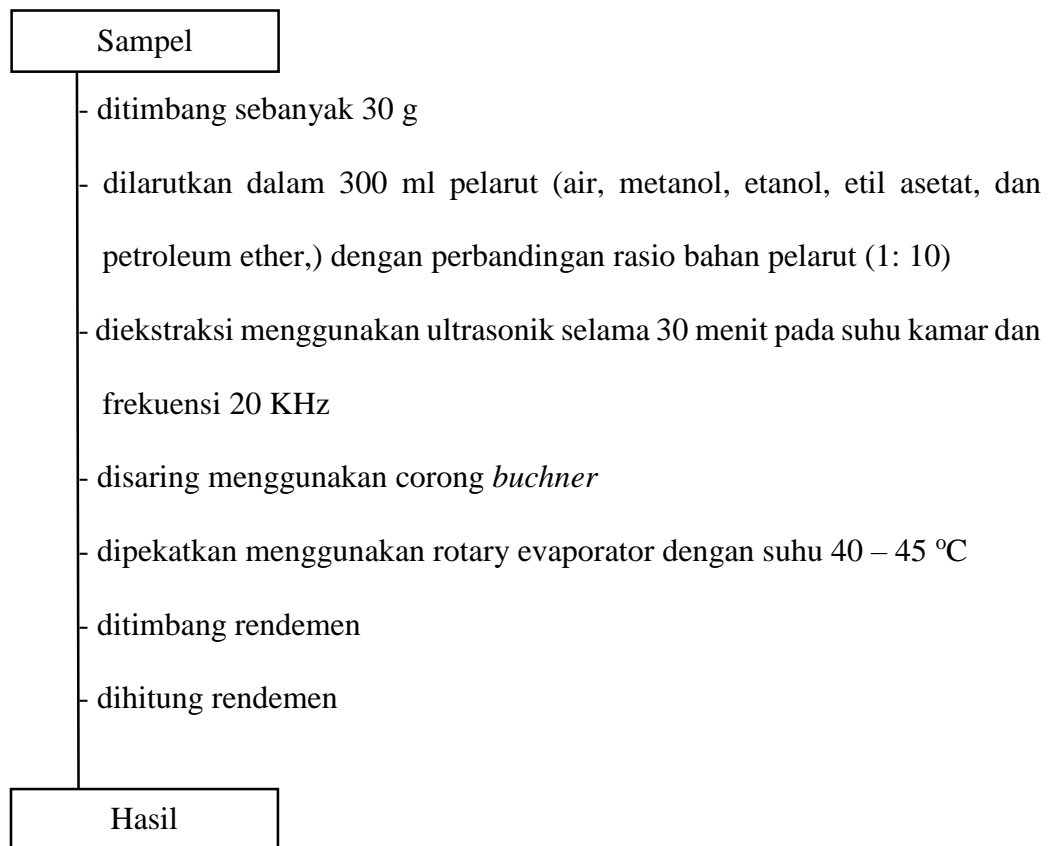 Sampel
- ditimbang sebanyak 30 g
- dilarutkan dalam 300 ml pelarut (air, metanol, etanol, etil asetat, dan
petroleum ether,) dengan perbandingan rasio bahan pelarut (1: 10)
- diekstraksi menggunakan ultrasonik selama 30 menit pada suhu kamar dan
frekuensi 20 KHz
- disaring menggunakan corong buchner
- dipekatkan menggunakan rotary evaporator dengan suhu 40 – 45 ºC
- ditimbang rendemen
- dihitung rendemen
Hasil